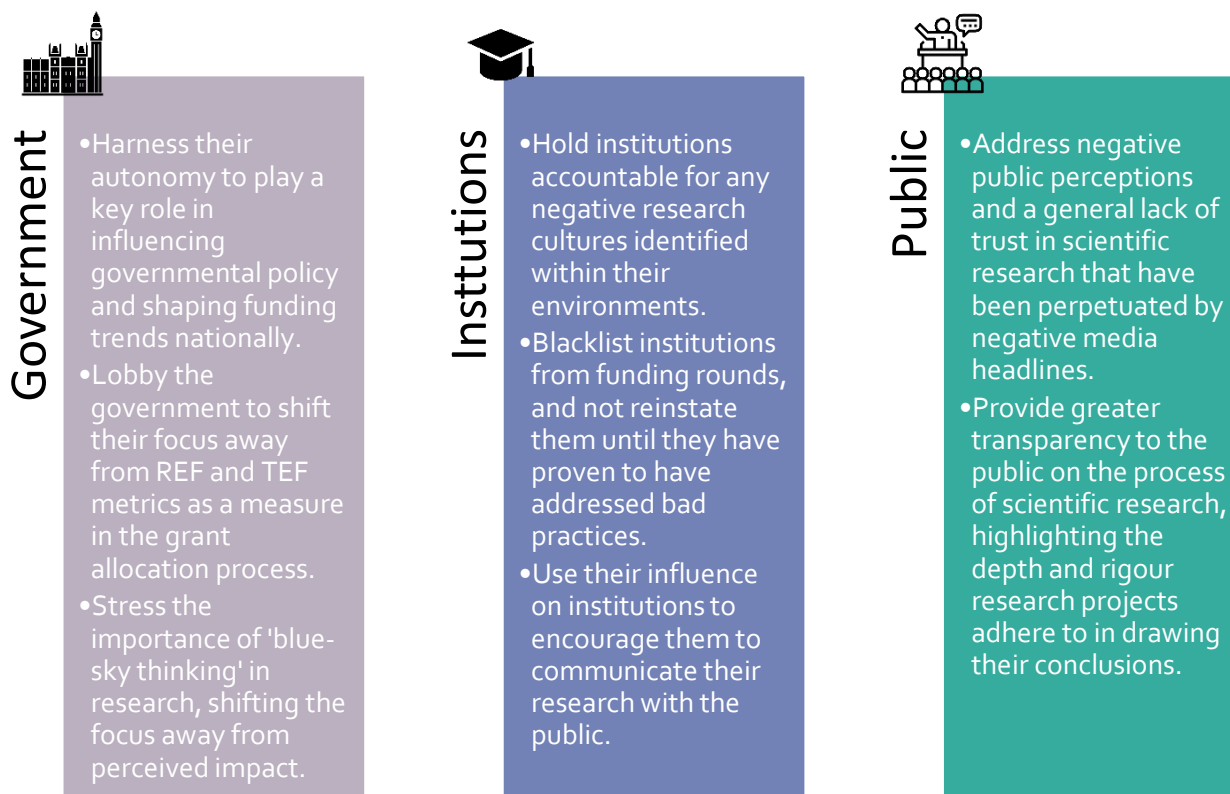 Government
•Harness their
autonomy to play a
key role in
influencing
governmental policy
and shaping funding
trends nationally.
•Lobby the
government to shift
their focus away
from REF and TEF
metrics as a measure
in the grant
allocation process.
•Stress the
importance of 'blue-
sky thinking' in
research, shifting the
focus away from
perceived impact.
Insttutions
•Hold institutions
accountable for any
negative research
cultures identified
within their
environments.
•Blacklist institutions
from funding rounds,
and not reinstate
them until they have
proven to have
addressed bad
practices.
•Use their influence
on institutions to
encourage them to
communicate their
research with the
public.
Public
•Address negative
public perceptions
and a general lack of
trust in scientific
research that have
been perpetuated by
negative media
headlines.
•Provide greater
transparency to the
public on the process
of scientific research,
highlighting the
depth and rigour
research projects
adhere to in drawing
their conclusions.